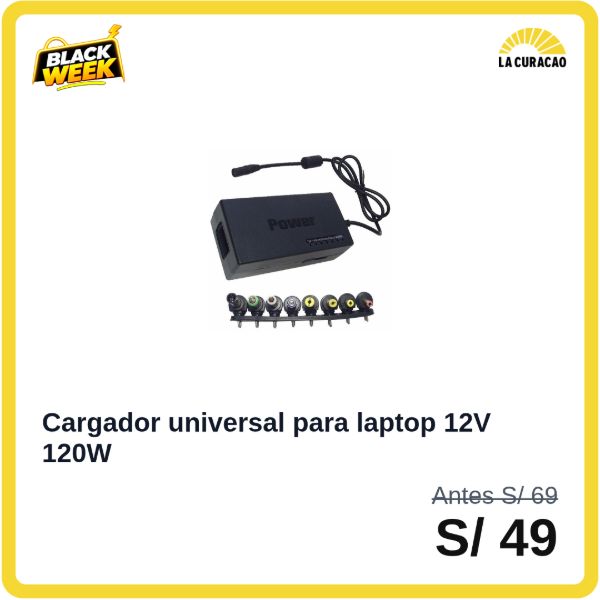 BLACK
WEEK
LA CURACAO
Power
Cargador universal para laptop 12V
120W
Antes S/ 69
S/ 49